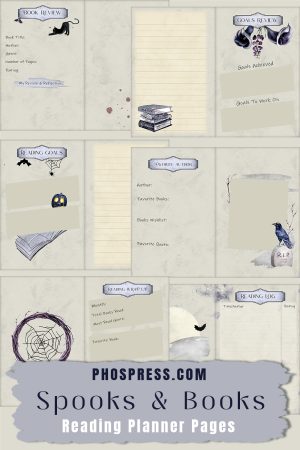 Book Review
Book Title:
Author:
Genre:
Number of Pages:
Rating:
My Review & Reflection
Goals Review
Goals Achieved
Goals To Work On
Reading Goals
Favorite Author
Author:
Favorite Books:
Books Wishlist:
Favorite Quote:
R.I.P
Reading Wrap Up
Month:
Total Books Read:
Most Read Genre:
Favorite Book:
Reading Log
Title/Author
Rating
PHOSPRESS.COM
Spooks & Books
Reading Planner Pages